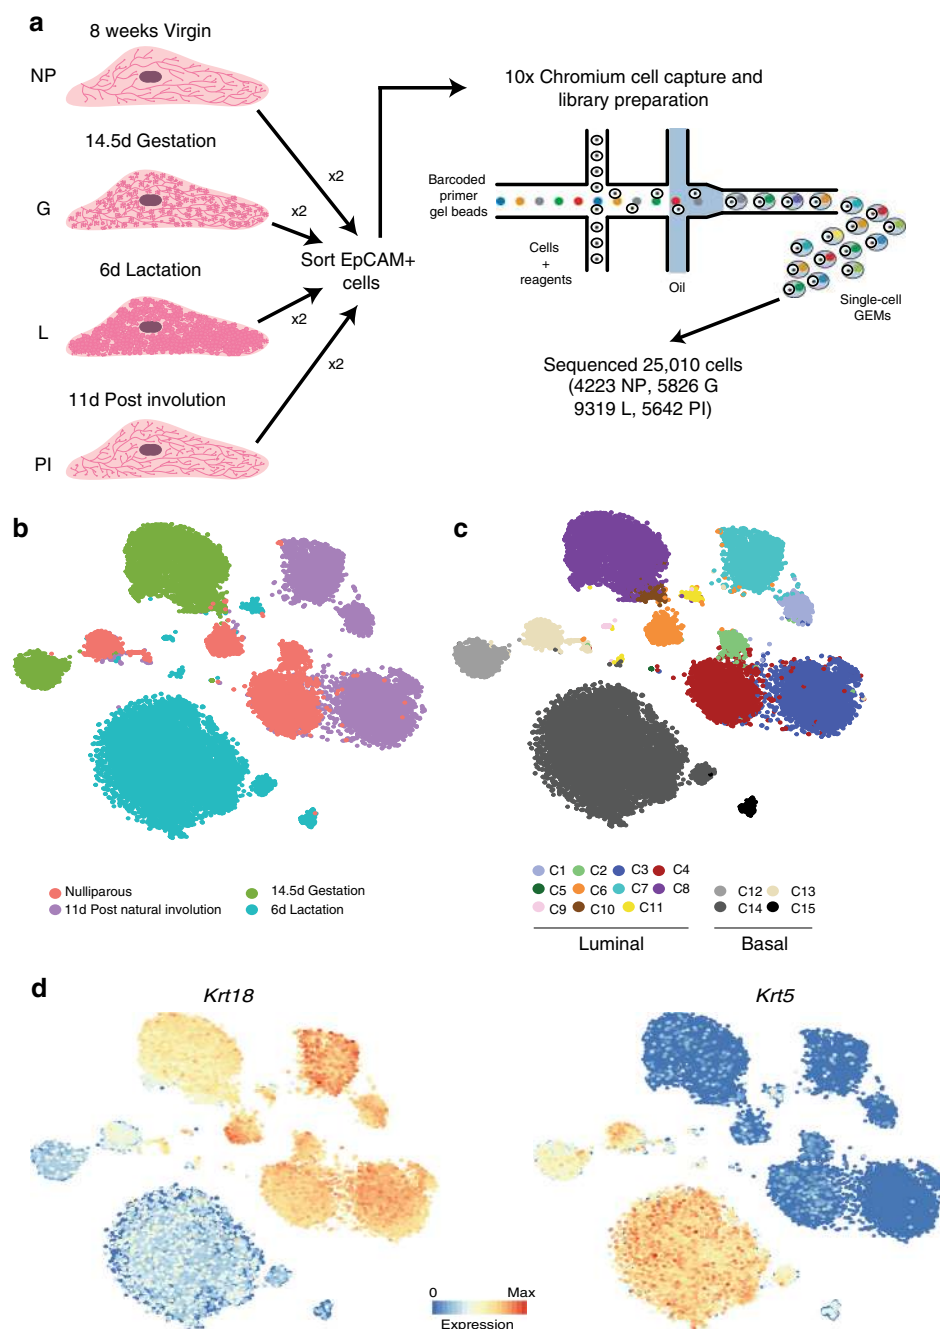 a
8 weeks Virgin
NP
14.5d Gestation
G
6d Lactation
L
11d Post involution
PI
x2
x2
x2
x2
Sort EpCAM+
cells
10x Chromium cell capture and
library preparation
Barcoded
primer
gel beads
Cells
+
reagents
Oil
Single-cell
GEMs
Sequenced 25,010 cells
(4223 NP, 5826 G
9319 L, 5642 PI)
b
Nulliparous
14.5d Gestation
11d Post natural involution
6d Lactation
c
C1 C2 C3 C4
C5 C6 C7 C8
C9 C10 C11
Luminal
C12 C13
C14 C15
Basal
d
Krt18
Krt5
0 Max
Expression